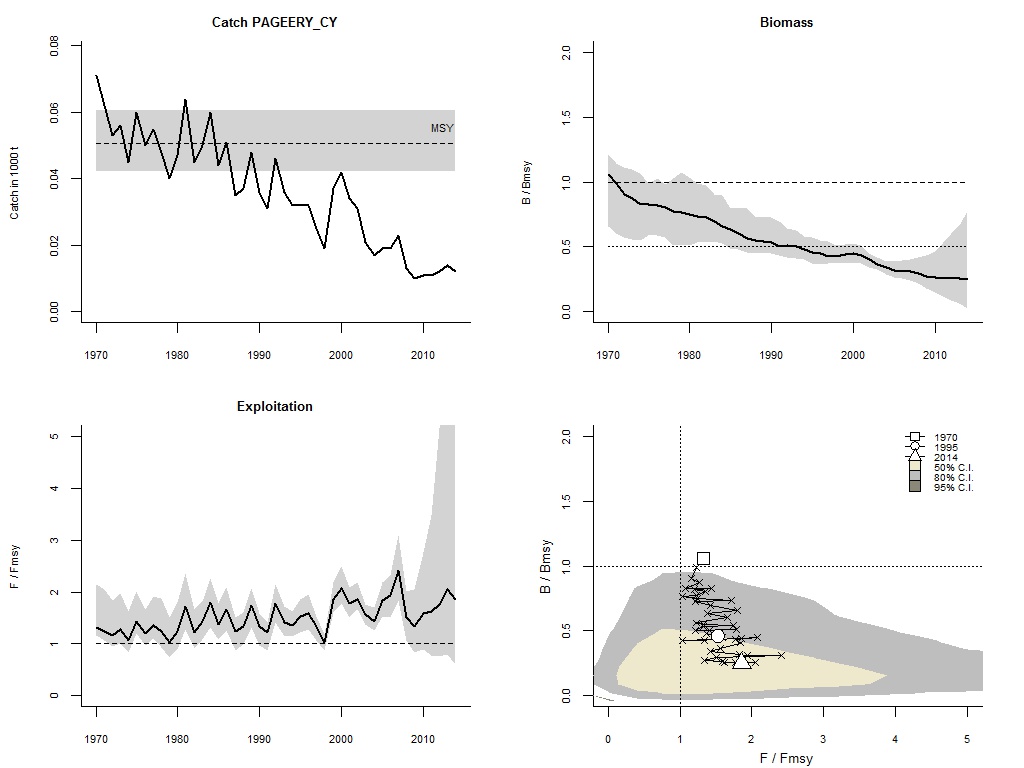 Catch PAGEERY_CY
Catch in 1000 t
0.08
0.06
0.04
0.02
0.00
MSY
1970 1980 1990 2000 2010
Biomass
B / Bmsy
2.0
1.5
1.0
0.5
0.0
1970 1980 1990 2000 2010
Exploitation
F / Fmsy
5
4
3
2
1
0
1970 1980 1990 2000 2010
B / Bmsy
2.0
1.5
1.0
0.5
0.0
1970
1995
2014
50% C.I.
80% C.I.
95% C.I.
0 1 2 3 4 5
F / Fmsy